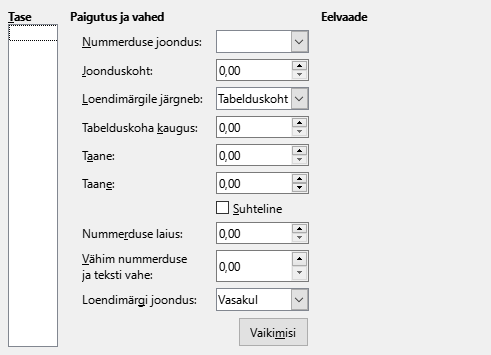 Tase
Paigutus ja vahed
Eelvaade
Nummerduse joondus:
Joonduskoht: 0,00
Loendimärgile järgneb: Tabelduskoht
Tabelduskoha kaugus: 0,00
Taane: 0,00
Taane: 0,00
Suhteline
Nummerduse laius: 0,00
Vähim nummerduse
ja teksti vahe: 0,00
Loendimärgi joondus: Vasakul
Vaikimisi